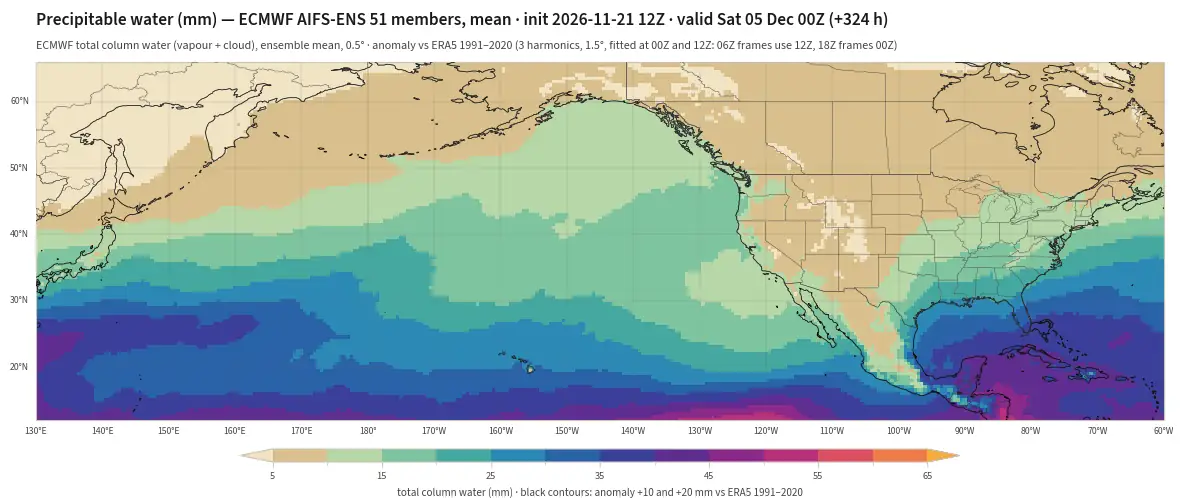 Precipitable water (mm) — ECMWF AIFS-ENS 51 members, mean · init 2026-11-21 12Z · valid Sat 05 Dec 00Z (+324 h)
ECMWF total column water (vapour + cloud), ensemble mean, 0.5° · anomaly vs ERA5 1991–2020 (3 harmonics, 1.5°, fitted at 00Z and 12Z: 06Z frames use 12Z, 18Z frames 00Z)
60°N
50°N
40°N
30°N
20°N
130°E 140°E 150°E 160°E 170°E 180° 170°W 160°W 150°W 140°W 130°W 120°W 110°W 100°W 90°W 80°W 70°W 60°W
5 15 25 35 45 55 65
total column water (mm) · black contours: anomaly +10 and +20 mm vs ERA5 1991–2020